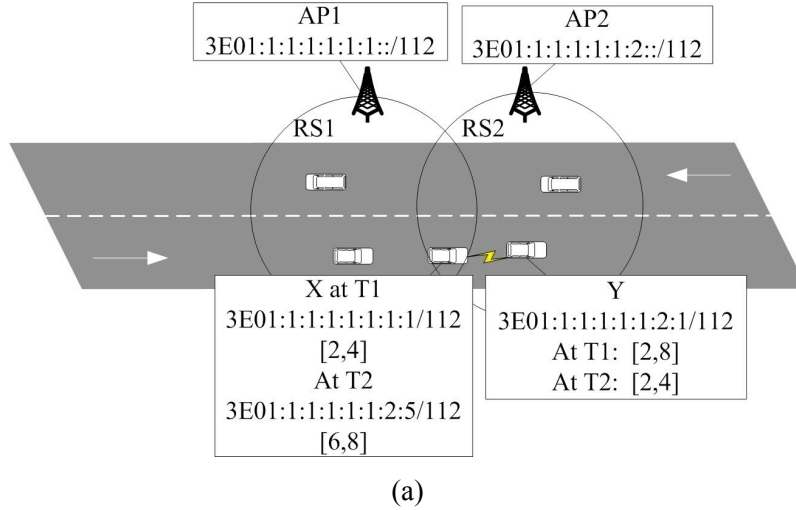 AP1
3E01:1:1:1:1:1:1::/112
AP2
3E01:1:1:1:1:1:2::/112
RS1
RS2
X at T1
3E01:1:1:1:1:1:1:1/112
[2,4]
At T2
3E01:1:1:1:1:1:2:5/112
[6,8]
Y
3E01:1:1:1:1:1:2:1/112
At T1: [2,8]
At T2: [2,4]
(a)